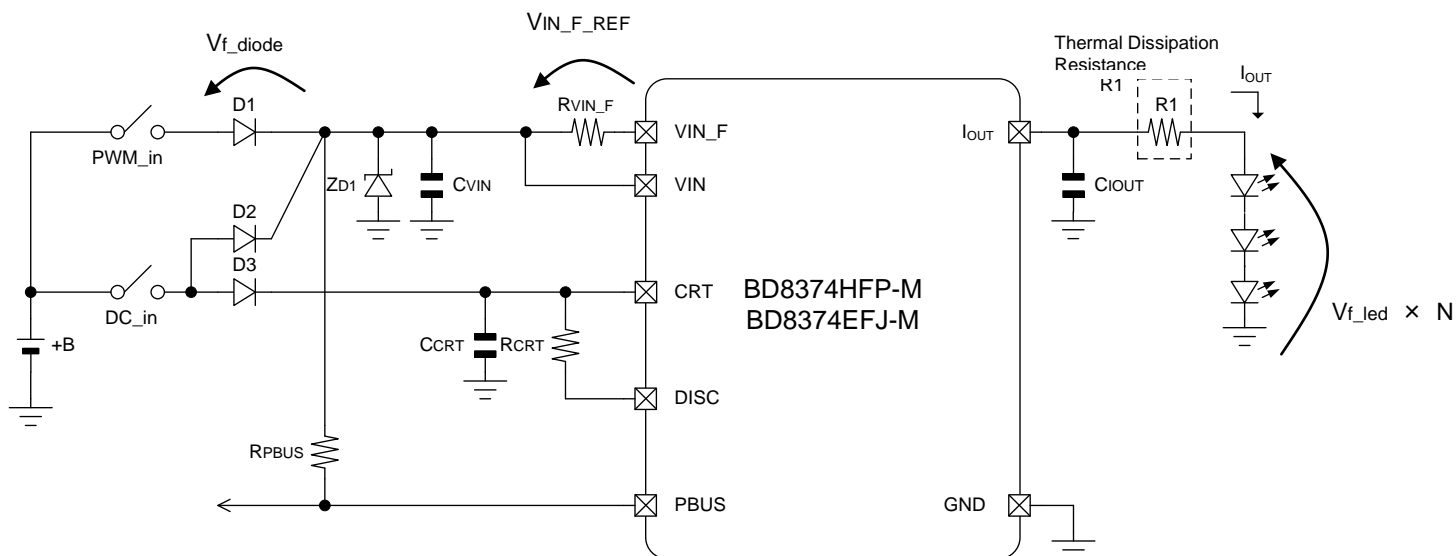 VIN_F_REF
Vf_diode
Thermal Dissipation
Resistance
R1
IOUT
D1
RVIN_F
R1
VIN_F
IOUT
PWM_in
ZD1
CVIN
VIN
CIOUT
D2
D3
CRT
BD8374HFP-M
BD8374EFJ-M
DC_in
Vf_led × N
+B
CCRT
RCRT
DISC
RPBUS
PBUS
GND